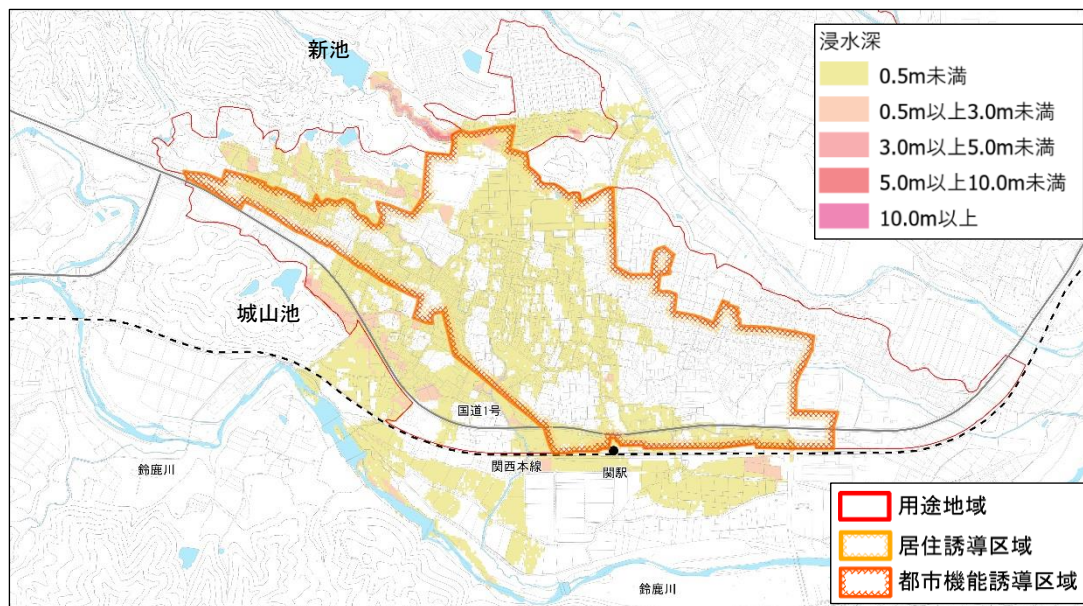 新池
浸水深
0.5m未満
0.5m以上3.0m未満
3.0m以上5.0m未満
5.0m以上10.0m未満
10.0m以上
城山池
国道1号
鈴鹿川
関西本線
関駅
鈴鹿川
用途地域
居住誘導区域
都市機能誘導区域